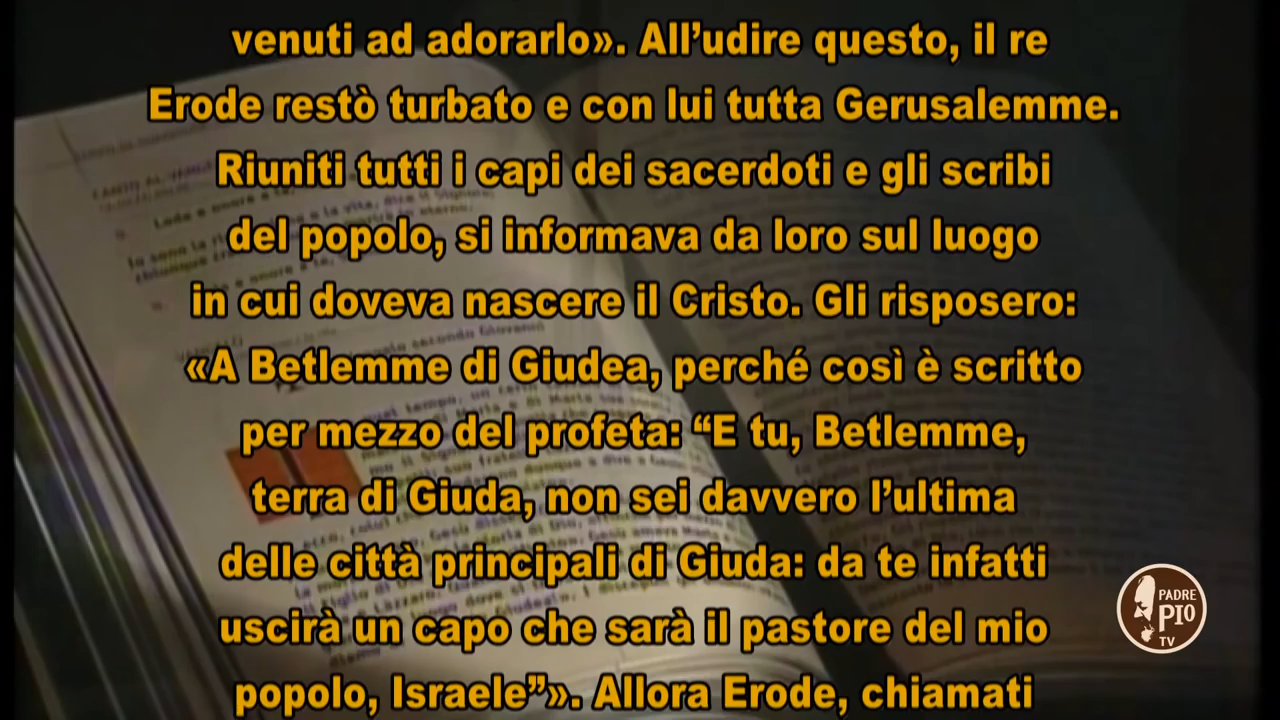 venuti ad adorarlo». All'udire questo, il re
Erode restò turbato e con lui tutta Gerusalemme.
Riuniti tutti i capi dei sacerdoti e gli scribi
del popolo, si informava da loro sul luogo
in cui doveva nascere il Cristo. Gli risposero:
«A Betlemme di Giudea, perché così è scritto
per mezzo del profeta: “E tu, Betlemme,
terra di Giuda, non sei davvero l’ultima
delle città principali di Giuda: da te infatti
uscirà un capo che sarà il pastore del mio
popolo, Israele”». Allora Erode, chiamati
PADRE
PIO
TV